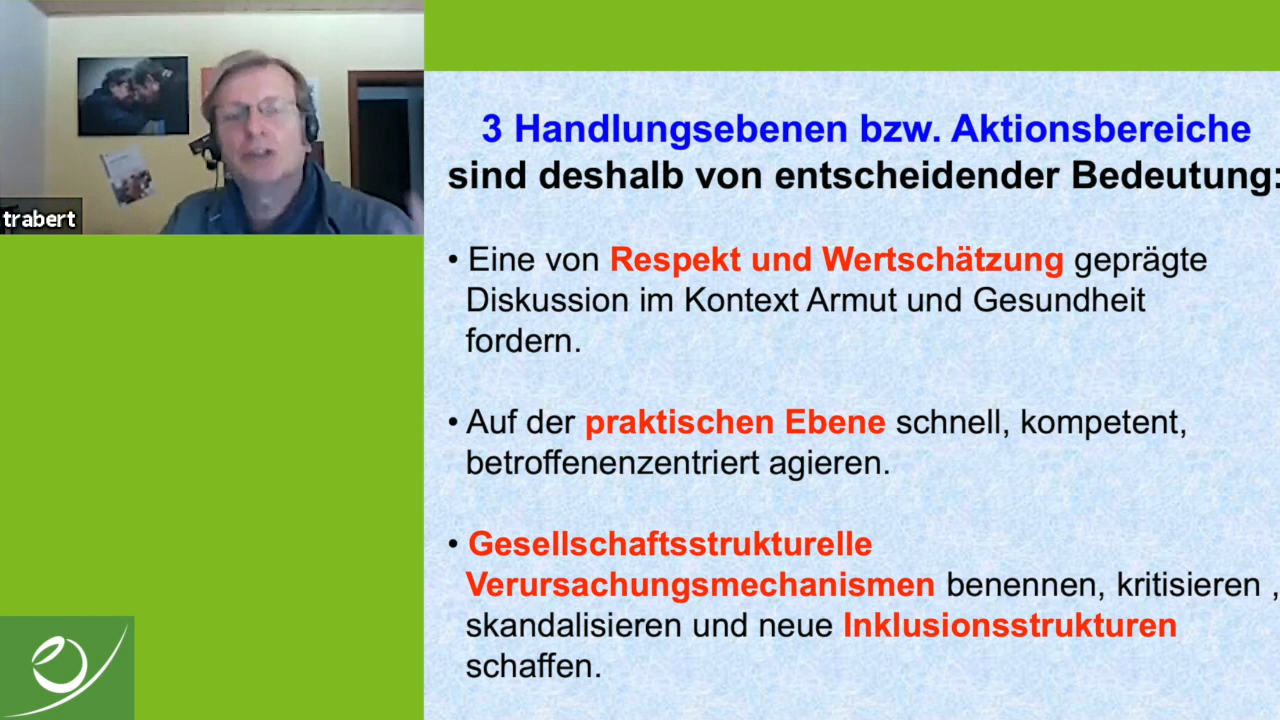 trabert
3 Handlungsebenen bzw. Aktionsbereiche
sind deshalb von entscheidender Bedeutung:
• Eine von Respekt und Wertschätzung geprägte
Diskussion im Kontext Armut und Gesundheit
fordern.
• Auf der praktischen Ebene schnell, kompetent,
betroffenenzentriert agieren.
• Gesellschaftsstrukturelle
Verursachungsmechanismen benennen, kritisieren ,
skandalisieren und neue Inklusionsstrukturen
schaffen.